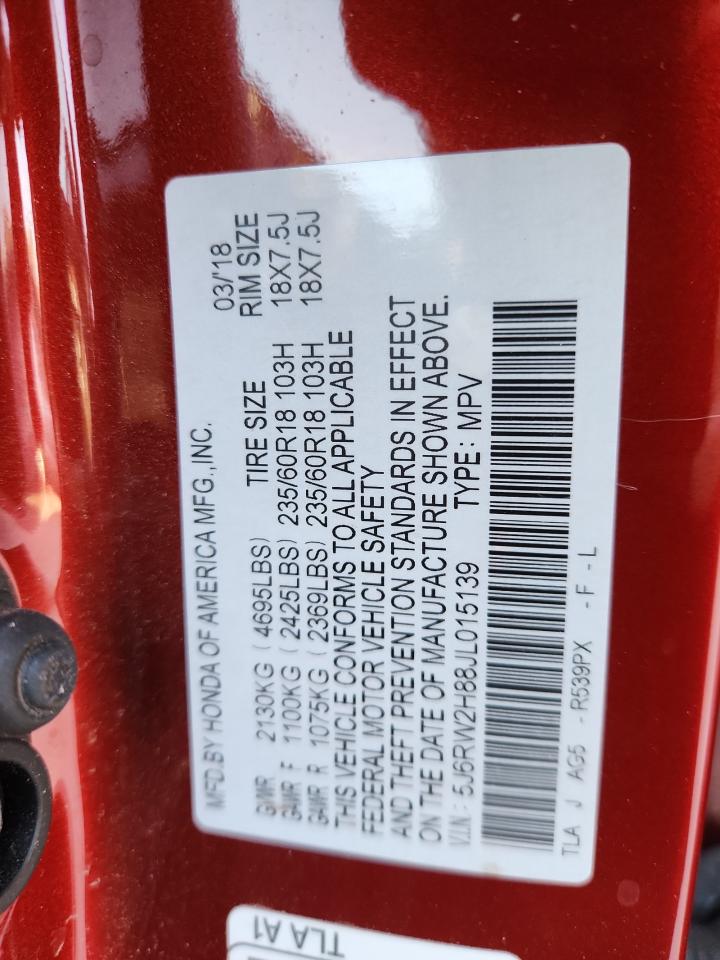 MFD.BY HONDA OF AMERICA MFG.,INC. 03/'18
TIRE SIZE RIM SIZE
GVWR 2130KG ( 4695LBS)
GAWR F 1100KG ( 2425LBS) 235/60R18 103H 18X7.5J
GAWR R 1075KG ( 2369LBS) 235/60R18 103H 18X7.5J
THIS VEHICLE CONFORMS TO ALL APPLICABLE
FEDERAL MOTOR VEHICLE SAFETY
AND THEFT PREVENTION STANDARDS IN EFFECT
ON THE DATE OF MANUFACTURE SHOWN ABOVE.
V.I.N.: 5J6RW2H88JL015139 TYPE: MPV
TLA J AG5 -R539PX -F -L
TLA A1